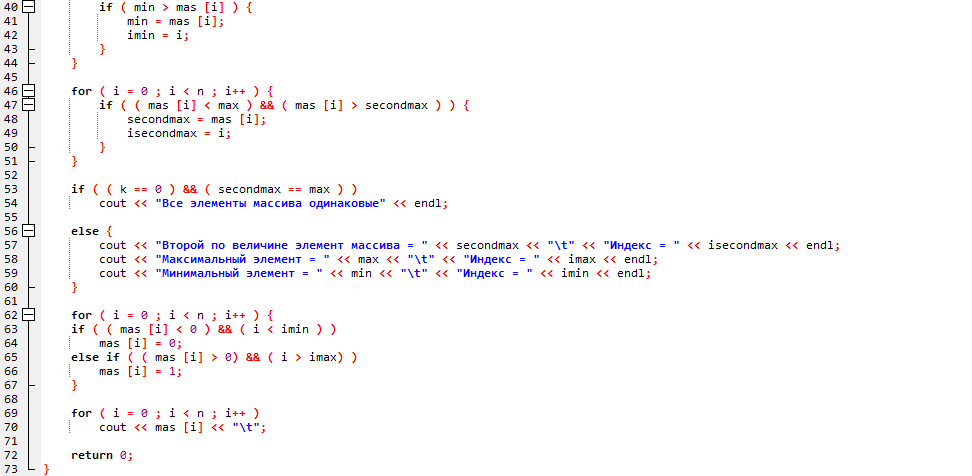 40 if ( min > mas [i] ) {
41 min = mas [i];
42 imin = i;
43 }
44 }
45
46 for ( i = 0 ; i < n ; i++ ) {
47 if ( ( mas [i] < max ) && ( mas [i] > secondmax ) ) {
48 secondmax = mas [i];
49 isecondmax = i;
50 }
51 }
52
53 if ( ( k == 0 ) && ( secondmax == max ) )
54 cout << "Все элементы массива одинаковые" << endl;
55
56 else {
57 cout << "Второй по величине элемент массива = " << secondmax << "\t" << "Индекс = " << isecondmax << endl;
58 cout << "Максимальный элемент = " << max << "\t" << "Индекс = " << imax << endl;
59 cout << "Минимальный элемент = " << min << "\t" << "Индекс = " << imin << endl;
60 }
61
62 for ( i = 0 ; i < n ; i++ ) {
63 if ( ( mas [i] < 0 ) && ( i < imin ) )
64 mas [i] = 0;
65 else if ( ( mas [i] > 0) && ( i > imax) )
66 mas [i] = 1;
67 }
68
69 for ( i = 0 ; i < n ; i++ )
70 cout << mas [i] << "\t";
71
72 return 0;
73 }